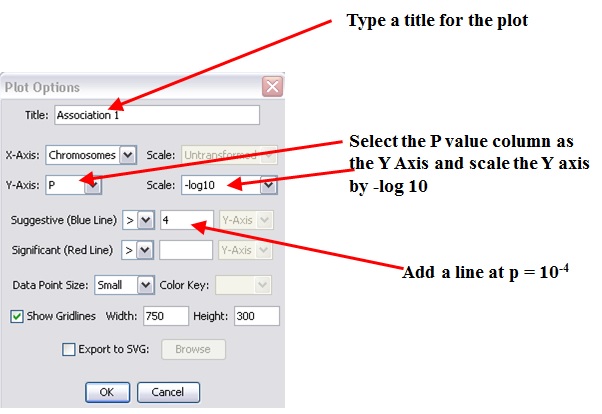 Type a title for the plot
Plot Options
Title: Association 1
X-Axis: Chromosomes Scale: Untransformed
Select the P value column as
the Y Axis and scale the Y axis
by -log 10
Y-Axis: P Scale: -log10
Suggestive (Blue Line) > 4 Y-Axis
Significant (Red Line) > Y-Axis
Add a line at p = 10⁻⁴
Data Point Size: Small Color Key:
Show Gridlines Width: 750 Height: 300
Export to SVG: Browse
OK Cancel